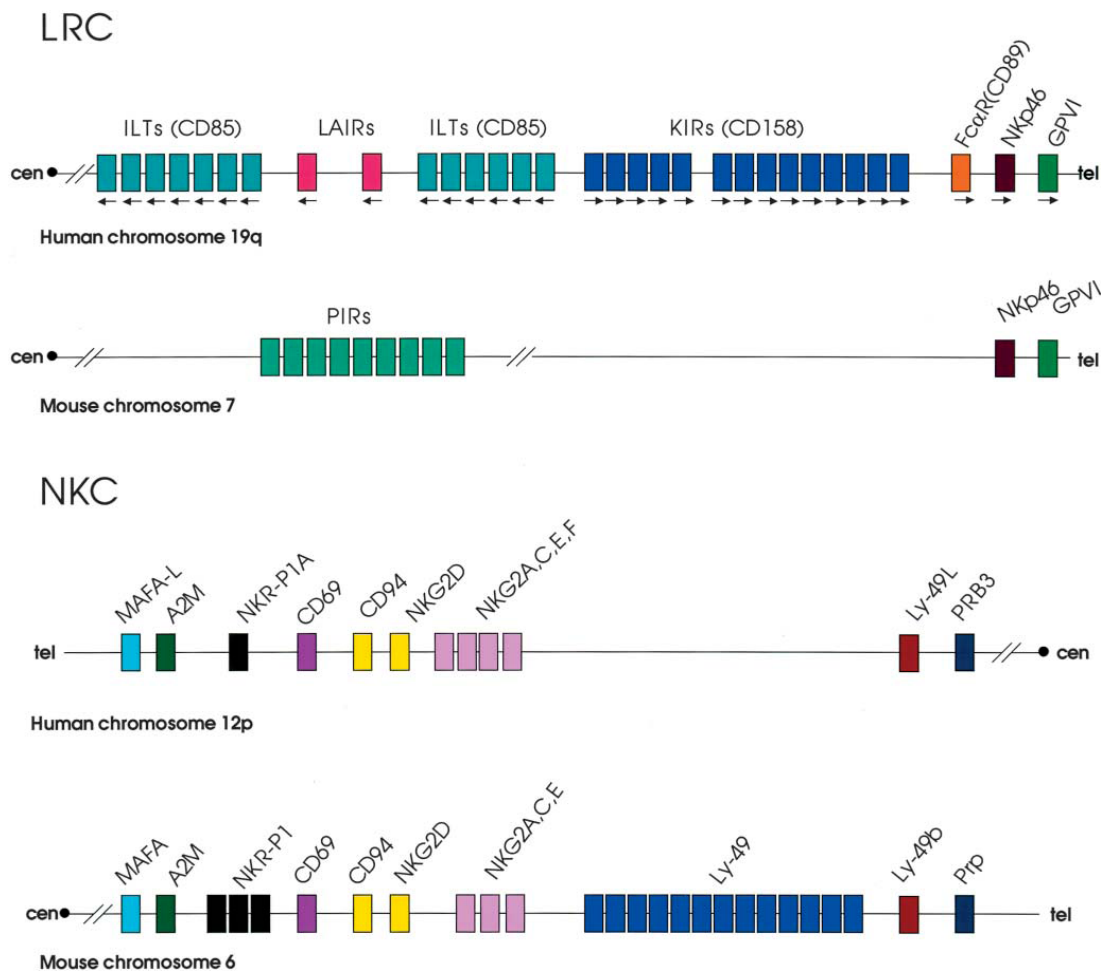 LRC
ILTs (CD85)
LAIRs
ILTs (CD85)
KIRs (CD158)
FcαR(CD89)
NKp46
GPVI
cen
tel
Human chromosome 19q
PIRs
NKp46
GPVI
cen
tel
Mouse chromosome 7
NKC
MAFA-L
A2M
NKR-P1A
CD69
CD94
NKG2D
NKG2A,C,E,F
Ly-49L
PRB3
tel
cen
Human chromosome 12p
MAFA
A2M
NKR-P1
CD69
CD94
NKG2D
NKG2A,C,E
Ly-49
Ly-49b
Prp
cen
tel
Mouse chromosome 6